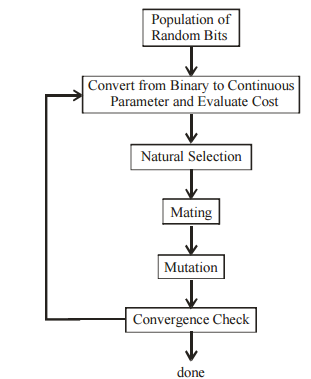 Population of
Random Bits
Convert from Binary to Continuous
Parameter and Evaluate Cost
Natural Selection
Mating
Mutation
Convergence Check
done